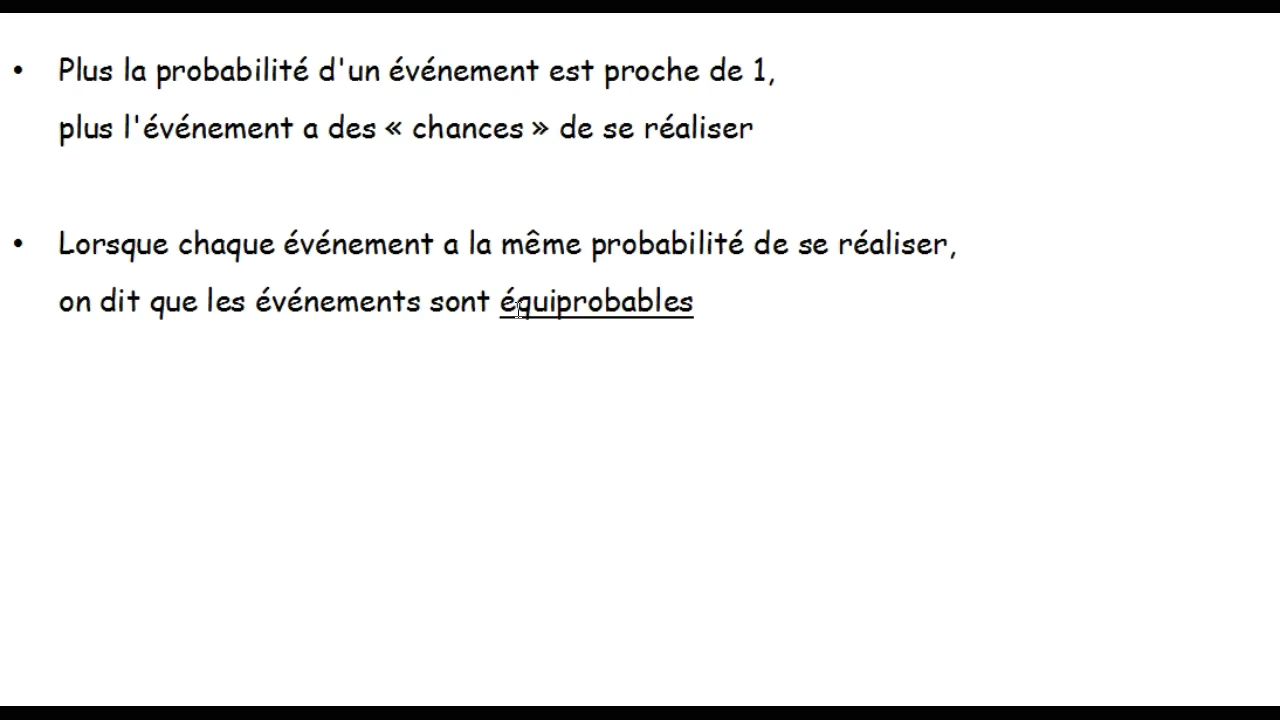 • Plus la probabilité d'un événement est proche de 1,
plus l'événement a des « chances » de se réaliser
• Lorsque chaque événement a la même probabilité de se réaliser,
on dit que les événements sont équiprobables